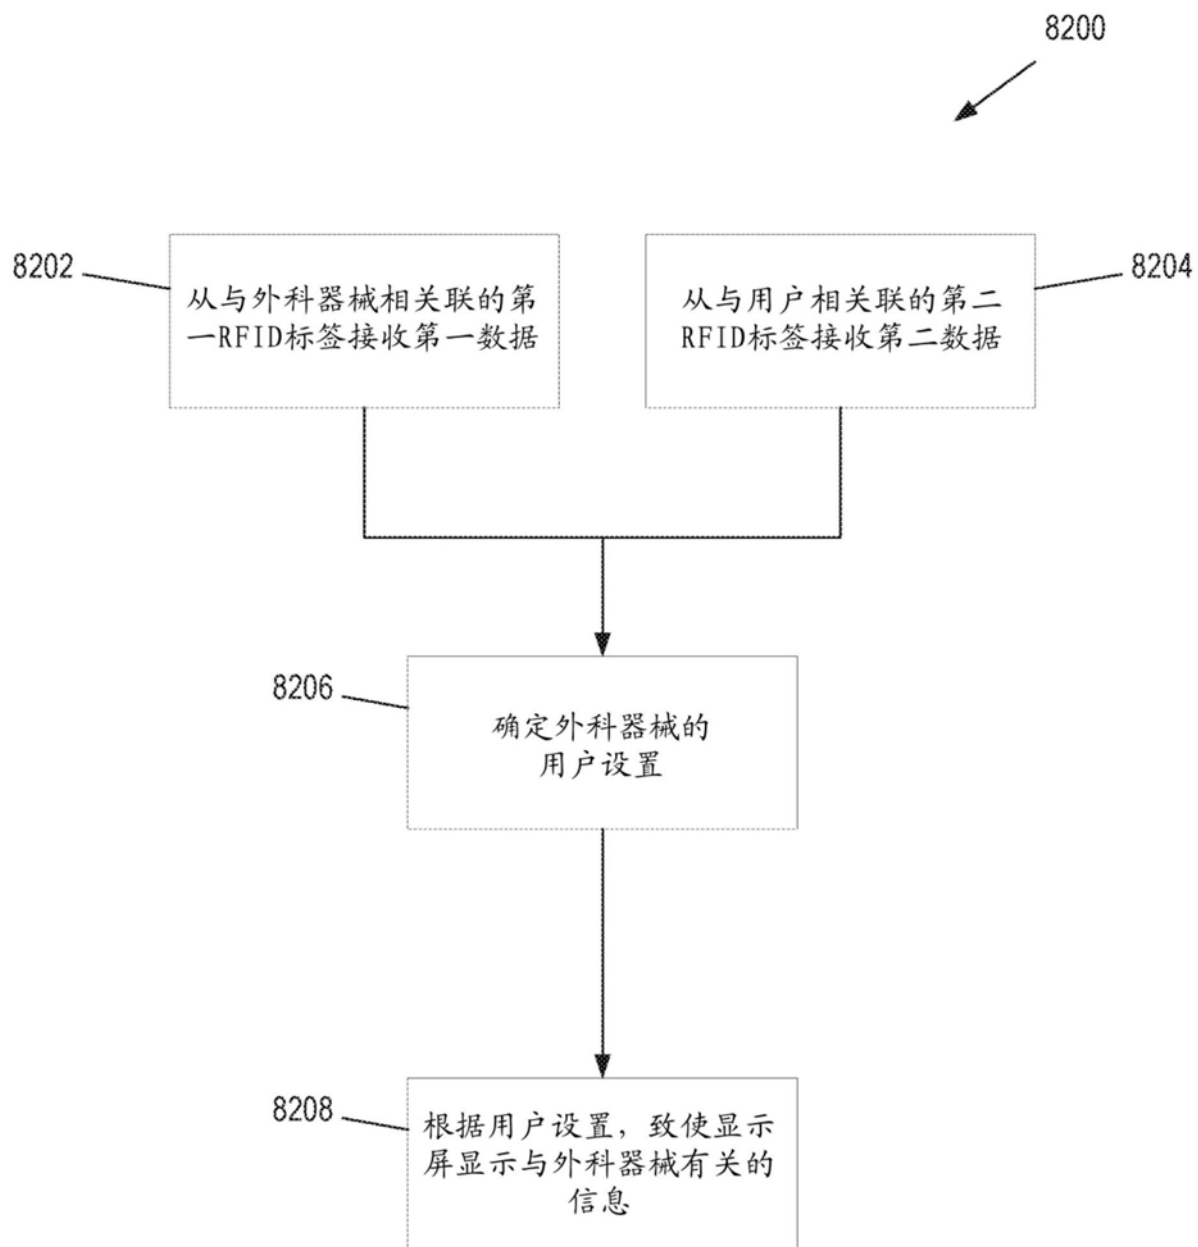 8200
8202
从与外科器械相关联的第
一RFID标签接收第一数据
8204
从与用户相关联的第二
RFID标签接收第二数据
8206
确定外科器械的
用户设置
8208
根据用户设置，致使显示
屏显示与外科器械有关的
信息